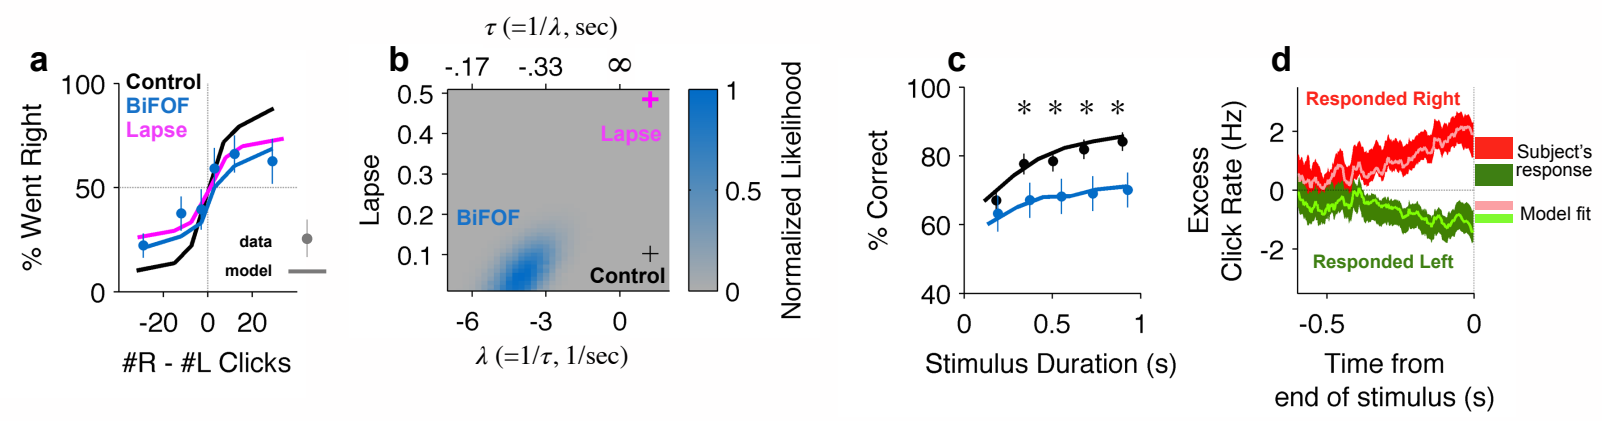 a
100
50
0
% Went Right
Control
BiFOF
Lapse
data
model
-20 0 20
#R - #L Clicks
b
τ (=1/λ, sec)
-.17 -.33 ∞
0.5
0.4
0.3
0.2
0.1
Lapse
+
Lapse
BiFOF
+
Control
-6 -3 0
λ (=1/τ, 1/sec)
1
0.5
0
Normalized Likelihood
c
100
80
60
40
% Correct
* * * *
0 0.5 1
Stimulus Duration (s)
d
Excess
Click Rate (Hz)
2
0
-2
Responded Right
Responded Left
-0.5 0
Time from
end of stimulus (s)
Subject's
response
Model fit